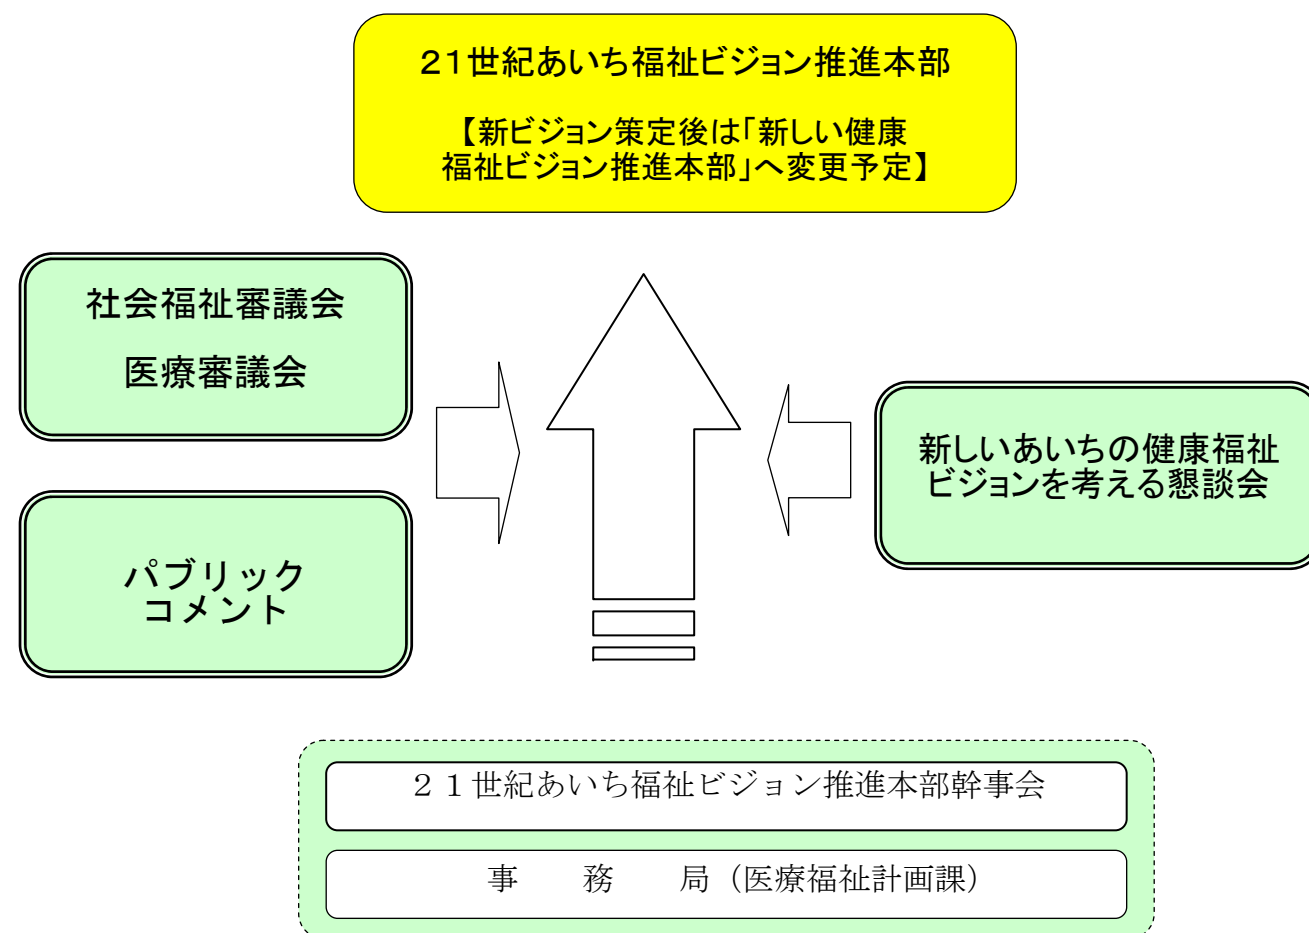 ２１世紀あいち福祉ビジョン推進本部
【新ビジョン策定後は「新しい健康
福祉ビジョン推進本部」へ変更予定】
社会福祉審議会
医療審議会
新しいあいちの健康福祉
ビジョンを考える懇談会
パブリック
コメント
２１世紀あいち福祉ビジョン推進本部幹事会
事　務　局（医療福祉計画課）